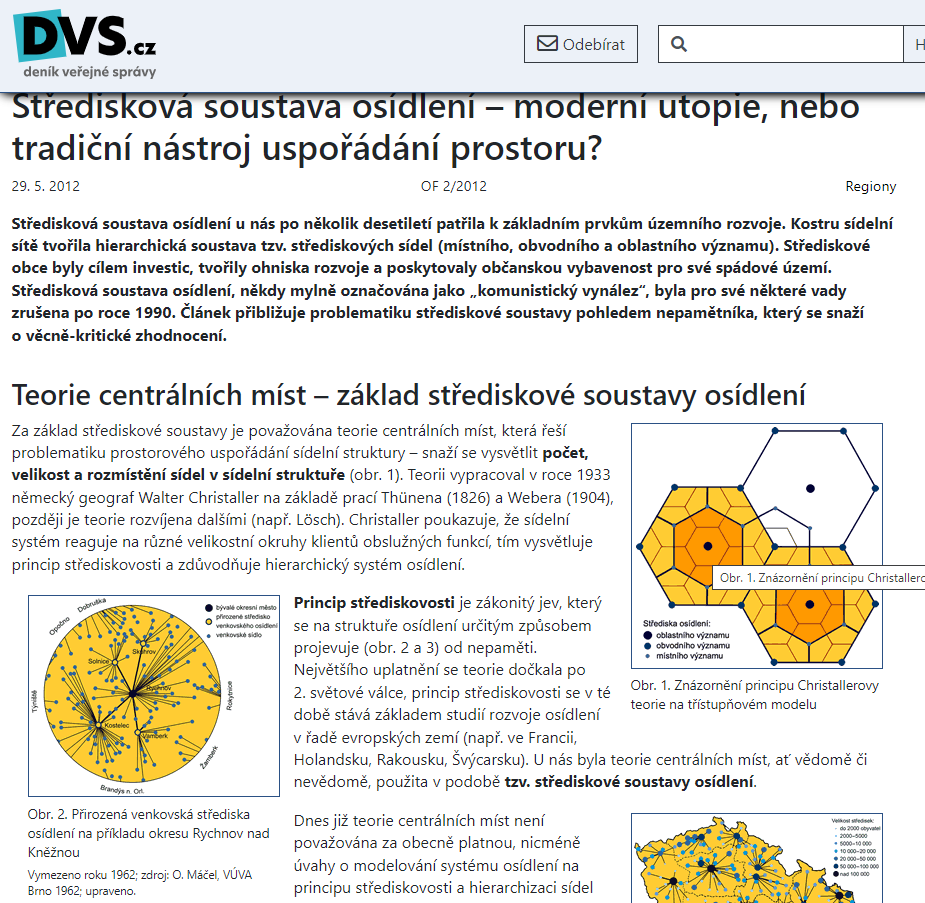 DVS.cz
deník veřejné správy
Odebírat
Středisková soustava osídlení – moderní utopie, nebo
tradiční nástroj uspořádání prostoru?
29. 5. 2012
OF 2/2012
Regiony
Středisková soustava osídlení u nás po několik desetiletí patřila k základním prvkům územního rozvoje. Kostru sídelní
sítě tvořila hierarchická soustava tzv. střediskových sídel (místního, obvodního a oblastního významu). Střediskové
obce byly cílem investic, tvořily ohniska rozvoje a poskytovaly občanskou vybavenost pro své spádové území.
Středisková soustava osídlení, někdy mylně označována jako „komunistický vynález“, byla pro své některé vady
zrušena po roce 1990. Článek přibližuje problematiku střediskové soustavy pohledem nepamětníka, který se snaží
o věcně-kritické zhodnocení.
Teorie centrálních míst – základ střediskové soustavy osídlení
Za základ střediskové soustavy je považována teorie centrálních míst, která řeší
problematiku prostorového uspořádání sídelní struktury – snaží se vysvětlit počet,
velikost a rozmístění sídel v sídelní struktuře (obr. 1). Teorii vypracoval v roce 1933
německý geograf Walter Christaller na základě prací Thünena (1826) a Webera (1904),
později je teorie rozvíjena dalšími (např. Lösch). Christaller poukazuje, že sídelní
systém reaguje na různé velikostní okruhy klientů obslužných funkcí, tím vysvětluje
princip střediskovosti a zdůvodňuje hierarchický systém osídlení.
Obr. 1. Znázornění principu Christallero
Střediska osídlení:
oblastního významu
obvodního významu
místního významu
Obr. 1. Znázornění principu Christallerovy
teorie na třístupňovém modelu
bývalé okresní město
přirozené středisko
venkovského osídlení
venkovské sídlo
Dobruška
Opočno
Skuhrov
Solnice
Rychnov
Týniště
Rokytnice
Kostelec
Vamberk
Žamberk
Brandýs n. Orl.
Obr. 2. Přirozená venkovská střediska
osídlení na příkladu okresu Rychnov nad
Kněžnou
Vymezeno roku 1962; zdroj: O. Máčel, VÚVA
Brno 1962; upraveno.
Princip střediskovosti je zákonitý jev, který
se na struktuře osídlení určitým způsobem
projevuje (obr. 2 a 3) od nepaměti.
Největšího uplatnění se teorie dočkala po
2. světové válce, princip střediskovosti se v té
době stává základem studií rozvoje osídlení
v řadě evropských zemí (např. ve Francii,
Holandsku, Rakousku, Švýcarsku). U nás byla teorie centrálních míst, ať vědomě či
nevědomě, použita v podobě tzv. střediskové soustavy osídlení.
Dnes již teorie centrálních míst není
považována za obecně platnou, nicméně
úvahy o modelování systému osídlení na
principu střediskovosti a hierarchizaci sídel
Velikost středisek:
do 2000 obyvatel
2000–5000
5000–10 000
10 000–20 000
20 000–50 000
50 000–100 000
nad 100 000